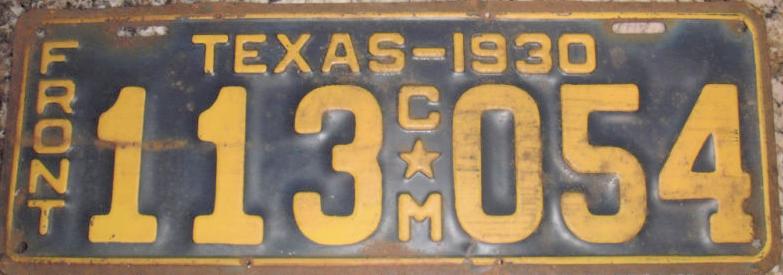 FRONT
TEXAS-1930
113 C★M 054